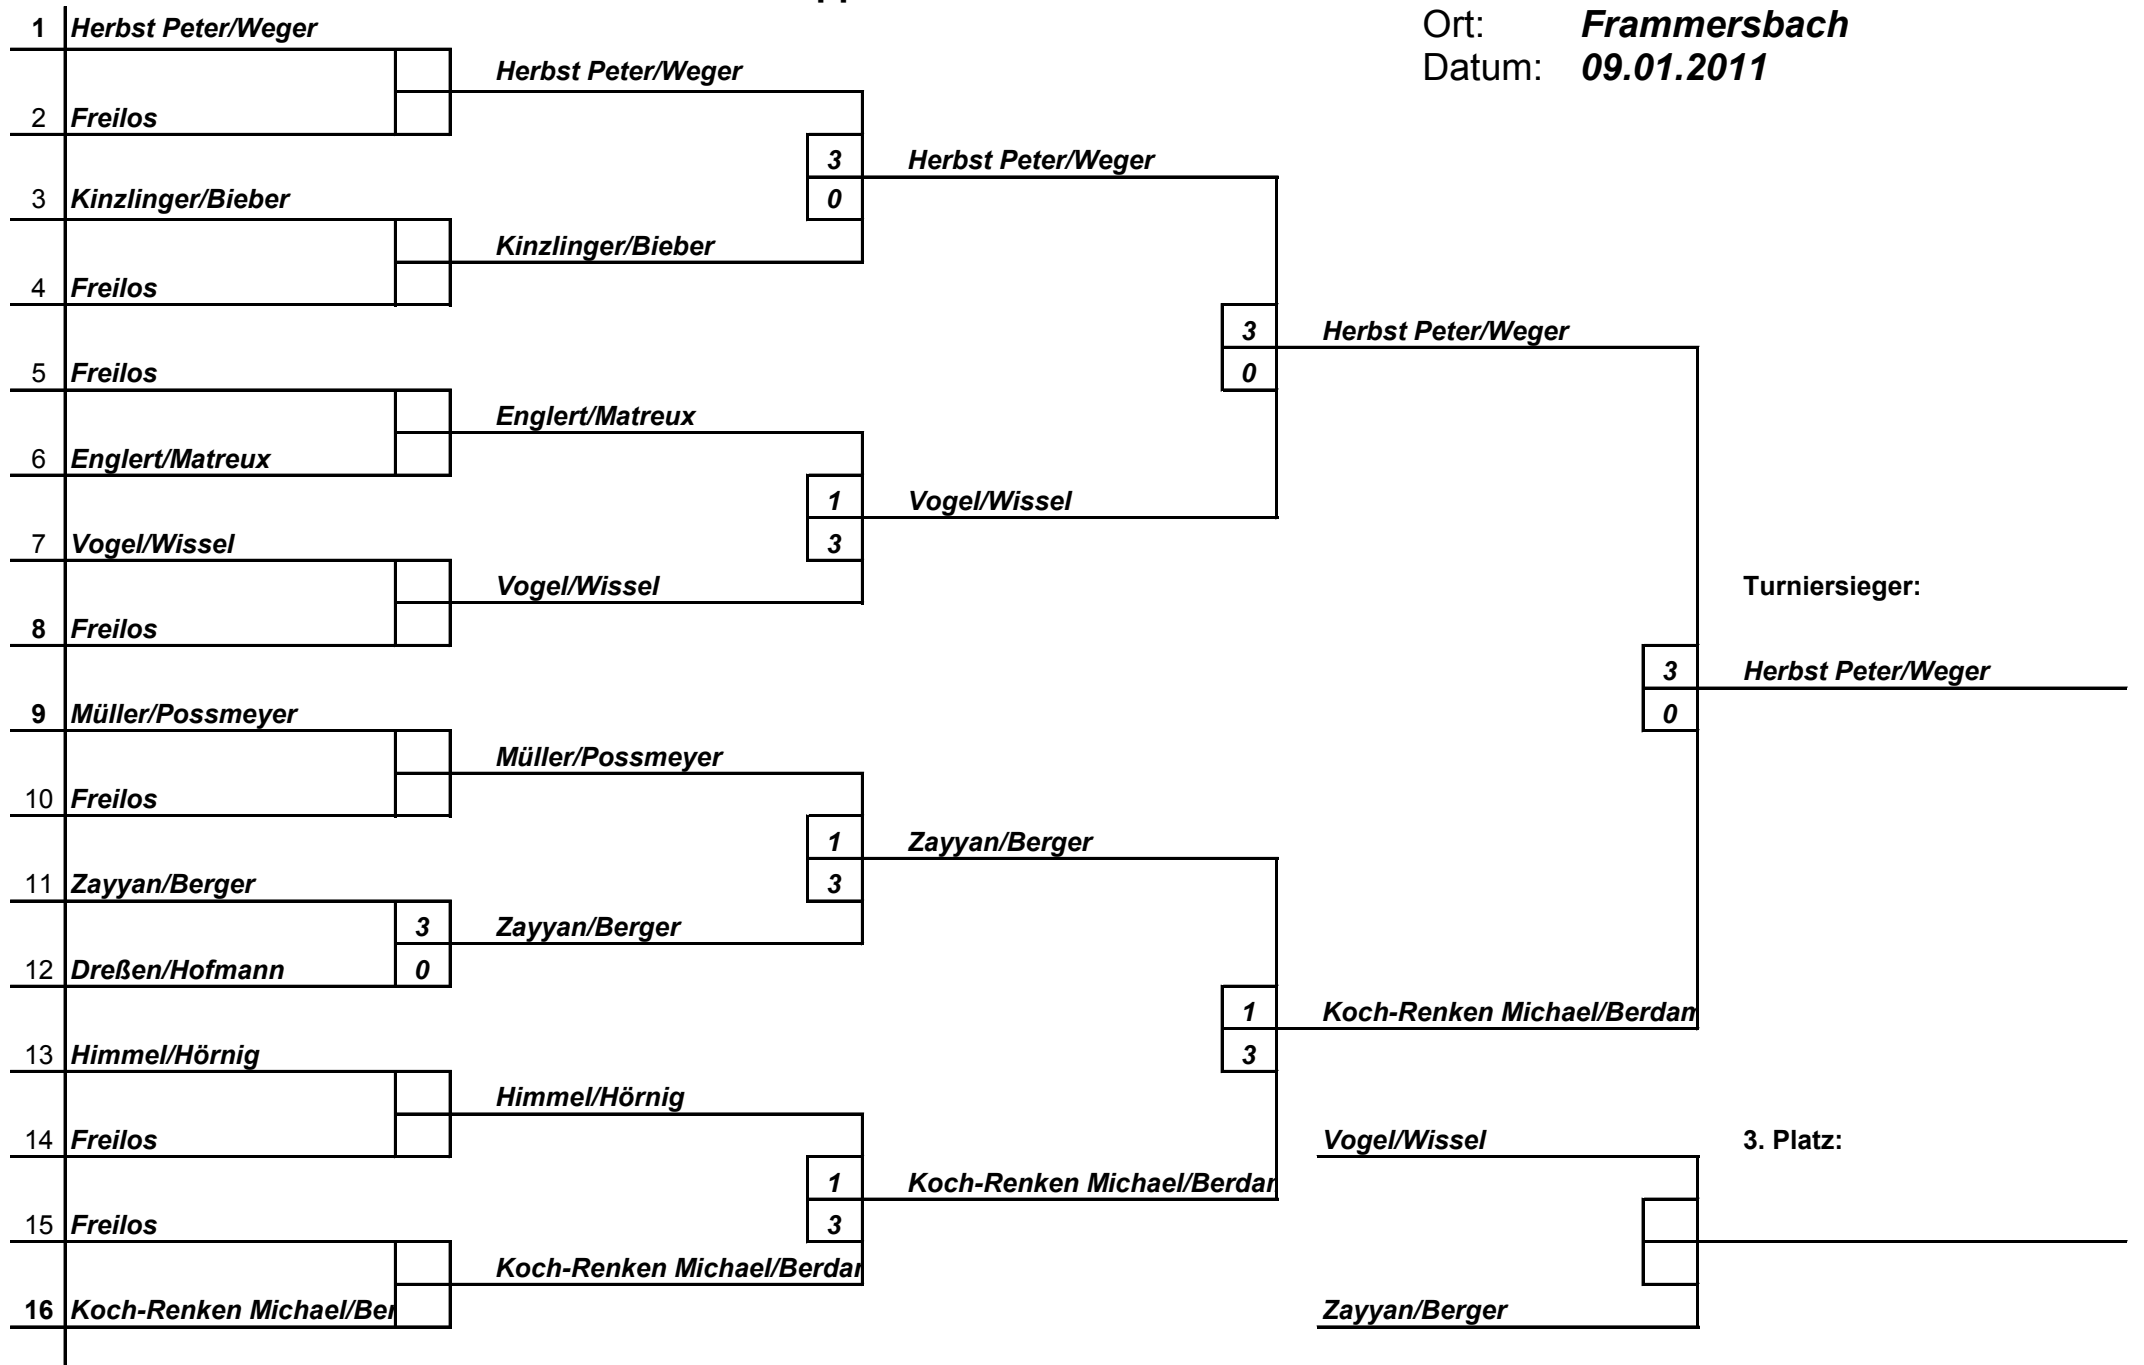 Ort: Frammersbach
Datum: 09.01.2011
1 Herbst Peter/Weger
Herbst Peter/Weger
2 Freilos
3 Herbst Peter/Weger
3 Kinzlinger/Bieber
0
Kinzlinger/Bieber
4 Freilos
3 Herbst Peter/Weger
5 Freilos
0
Englert/Matreux
6 Englert/Matreux
1 Vogel/Wissel
7 Vogel/Wissel
3
Vogel/Wissel
Turniersieger:
8 Freilos
3 Herbst Peter/Weger
9 Müller/Possmeyer
0
Müller/Possmeyer
10 Freilos
1 Zayyan/Berger
11 Zayyan/Berger
3
3 Zayyan/Berger
12 Dreßen/Hofmann 0
1 Koch-Renken Michael/Berdam
13 Himmel/Hörnig
3
Himmel/Hörnig
14 Freilos
Vogel/Wissel
3. Platz:
1 Koch-Renken Michael/Berdar
15 Freilos
3
Koch-Renken Michael/Berdar
16 Koch-Renken Michael/Ber
Zayyan/Berger